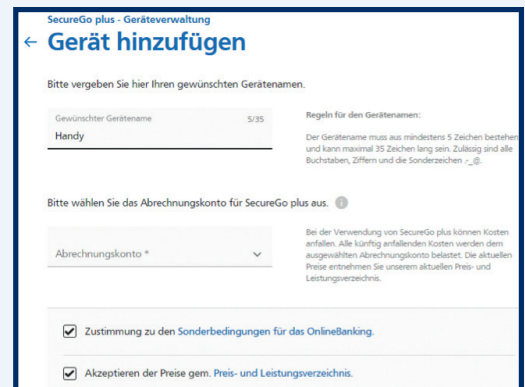 SecureGo plus - Geräteverwaltung
← Gerät hinzufügen
Bitte vergeben Sie hier Ihren gewünschten Gerätenamen.
Gewünschter Gerätename 5/35
Handy
Regeln für den Gerätenamen:
Der Gerätename muss aus mindestens 5 Zeichen bestehen
und kann maximal 35 Zeichen lang sein. Zulässig sind alle
Buchstaben, Ziffern und die Sonderzeichen .-_@.
Bitte wählen Sie das Abrechnungskonto für SecureGo plus aus. i
Abrechnungskonto *
Bei der Verwendung von SecureGo plus können Kosten
anfallen. Alle künftig anfallenden Kosten werden dem
ausgewählten Abrechnungskonto belastet. Die aktuellen
Preise entnehmen Sie unserem aktuellen Preis- und
Leistungsverzeichnis.
Zustimmung zu den Sonderbedingungen für das OnlineBanking.
Akzeptieren der Preise gem. Preis- und Leistungsverzeichnis.